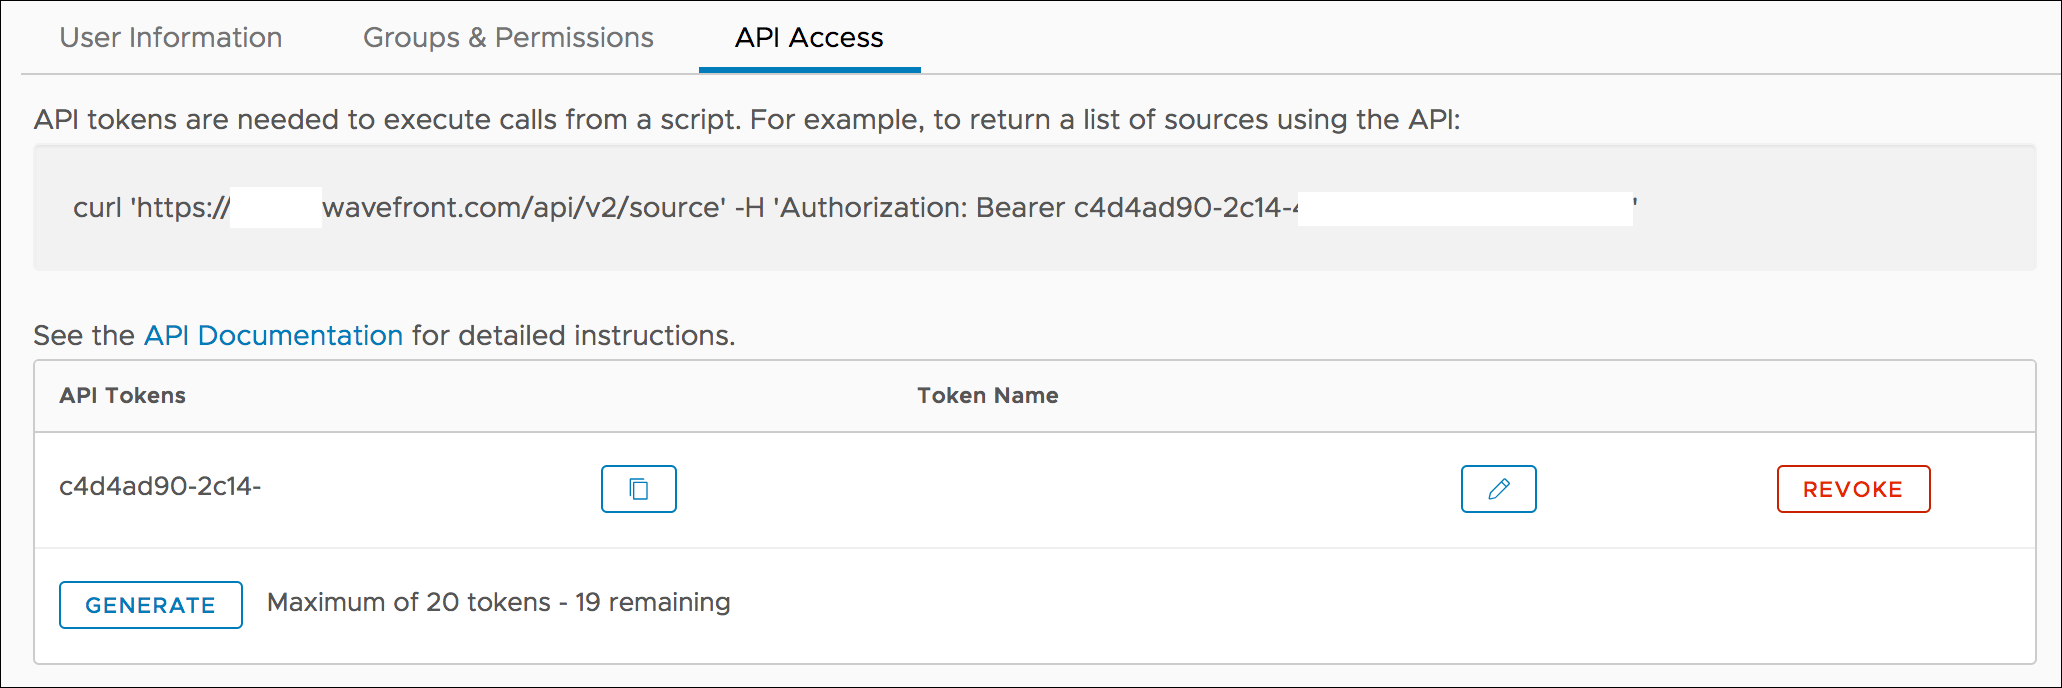 User Information Groups & Permissions API Access
API tokens are needed to execute calls from a script. For example, to return a list of sources using the API:
curl 'https:// wavefront.com/api/v2/source' -H 'Authorization: Bearer c4d4ad90-2c14- '
See the API Documentation for detailed instructions.
API Tokens Token Name
c4d4ad90-2c14- REVOKE
GENERATE Maximum of 20 tokens - 19 remaining